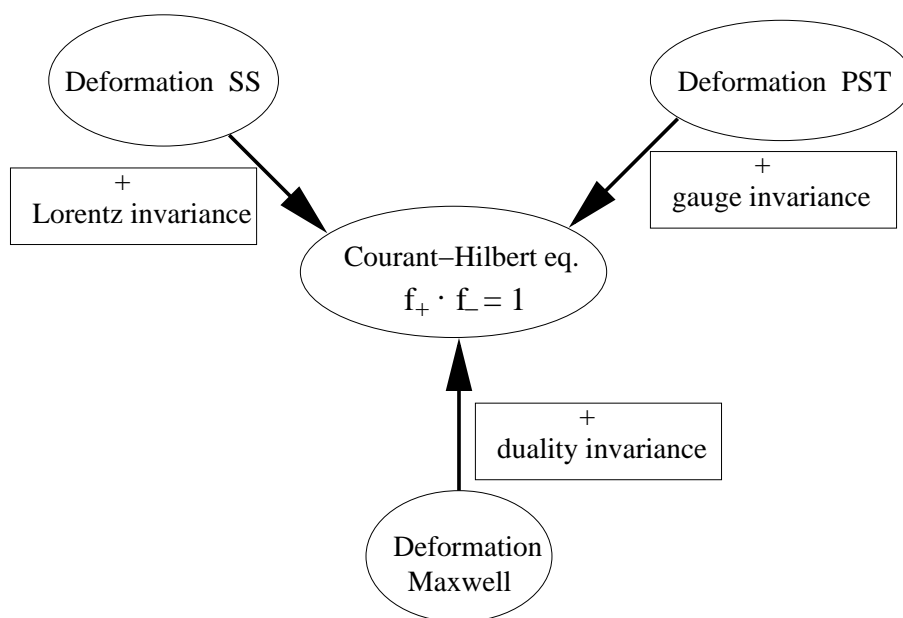 Deformation SS
Deformation PST
+
Lorentz invariance
+
gauge invariance
Courant–Hilbert eq.
f₊ · f₋ = 1
+
duality invariance
Deformation
Maxwell